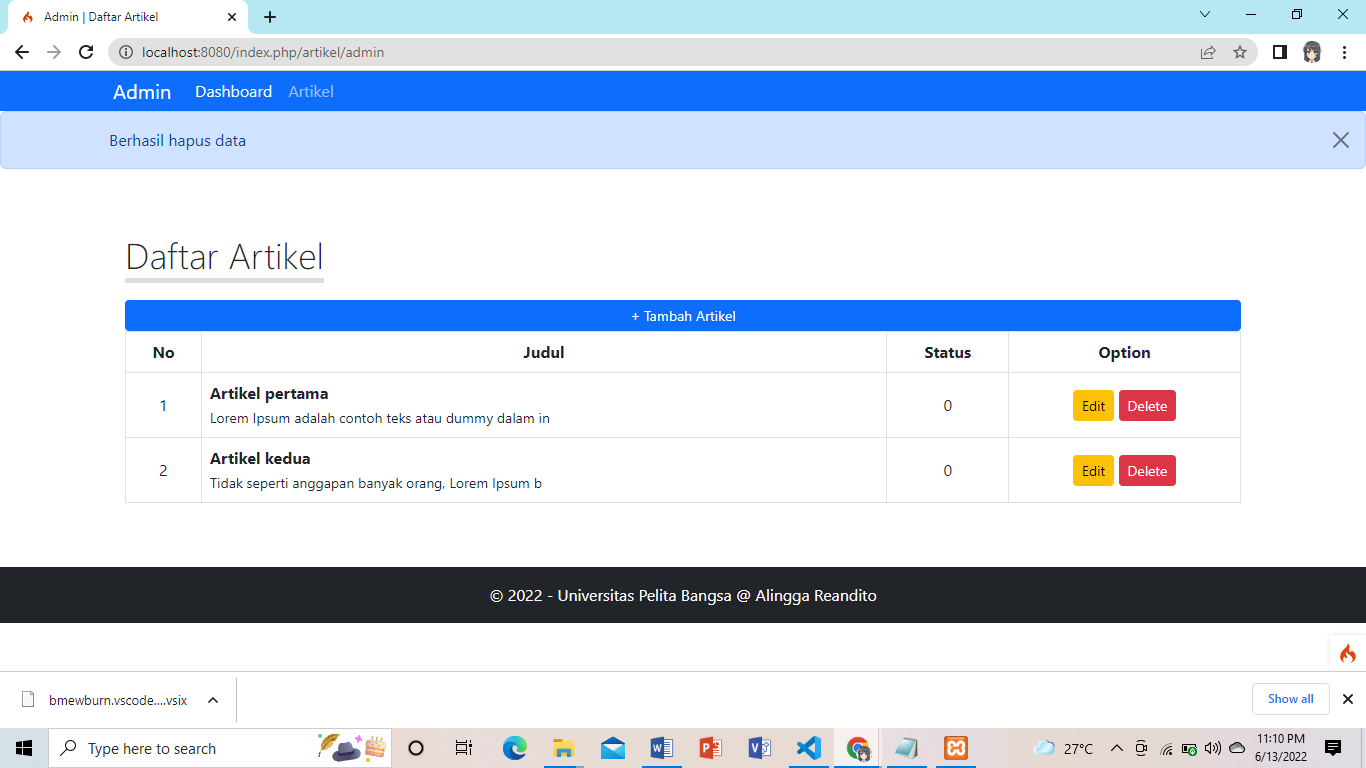 Admin | Daftar Artikel
localhost:8080/index.php/artikel/admin
Admin Dashboard Artikel
Berhasil hapus data
Daftar Artikel
+ Tambah Artikel
No Judul Status Option
1 Artikel pertama 0 Edit Delete
Lorem Ipsum adalah contoh teks atau dummy dalam in
2 Artikel kedua 0 Edit Delete
Tidak seperti anggapan banyak orang, Lorem Ipsum b
© 2022 - Universitas Pelita Bangsa @ Alingga Reandito
bmewburn.vscode....vsix Show all
Type here to search 27°C 11:10 PM
6/13/2022